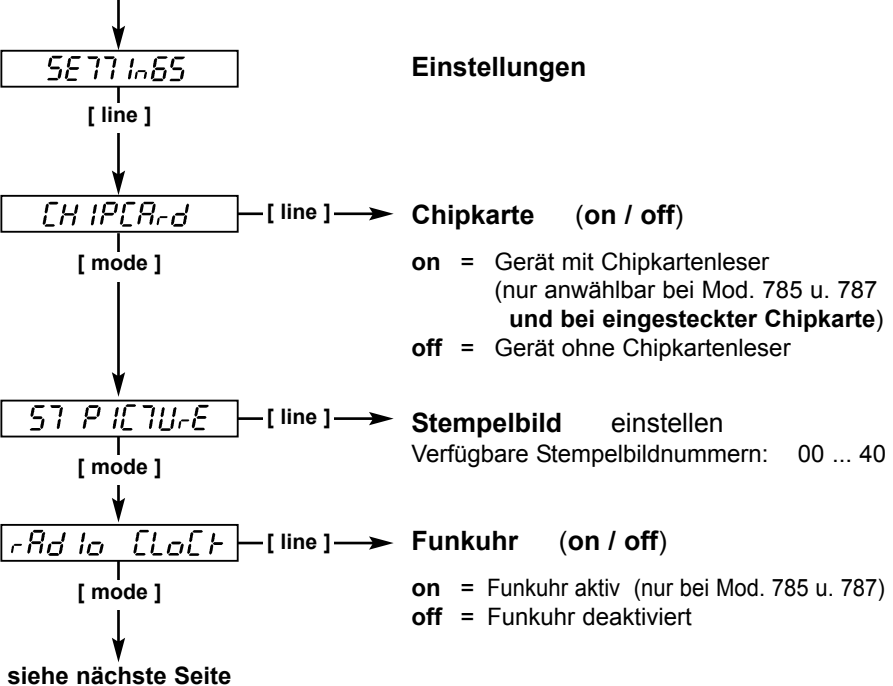 SETTInGS Einstellungen
[ line ]
CHIPCArd [ line ] Chipkarte (on / off)
[ mode ] on = Gerät mit Chipkartenleser
(nur anwählbar bei Mod. 785 u. 787
und bei eingesteckter Chipkarte)
off = Gerät ohne Chipkartenleser
ST PICTUrE [ line ] Stempelbild einstellen
Verfügbare Stempelbildnummern: 00 ... 40
[ mode ]
rAdIo CLoCk [ line ] Funkuhr (on / off)
[ mode ] on = Funkuhr aktiv (nur bei Mod. 785 u. 787)
off = Funkuhr deaktiviert
siehe nächste Seite